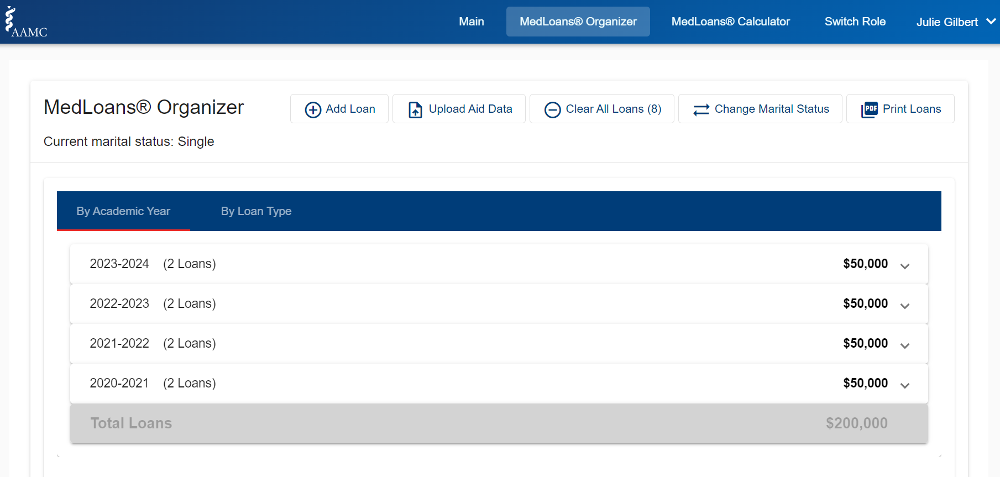 AAMC
Main
MedLoans® Organizer
MedLoans® Calculator
Switch Role
Julie Gilbert
MedLoans® Organizer
Add Loan
Upload Aid Data
Clear All Loans (8)
Change Marital Status
PDF
Print Loans
Current marital status: Single
By Academic Year
By Loan Type
2023-2024 (2 Loans) $50,000
2022-2023 (2 Loans) $50,000
2021-2022 (2 Loans) $50,000
2020-2021 (2 Loans) $50,000
Total Loans $200,000